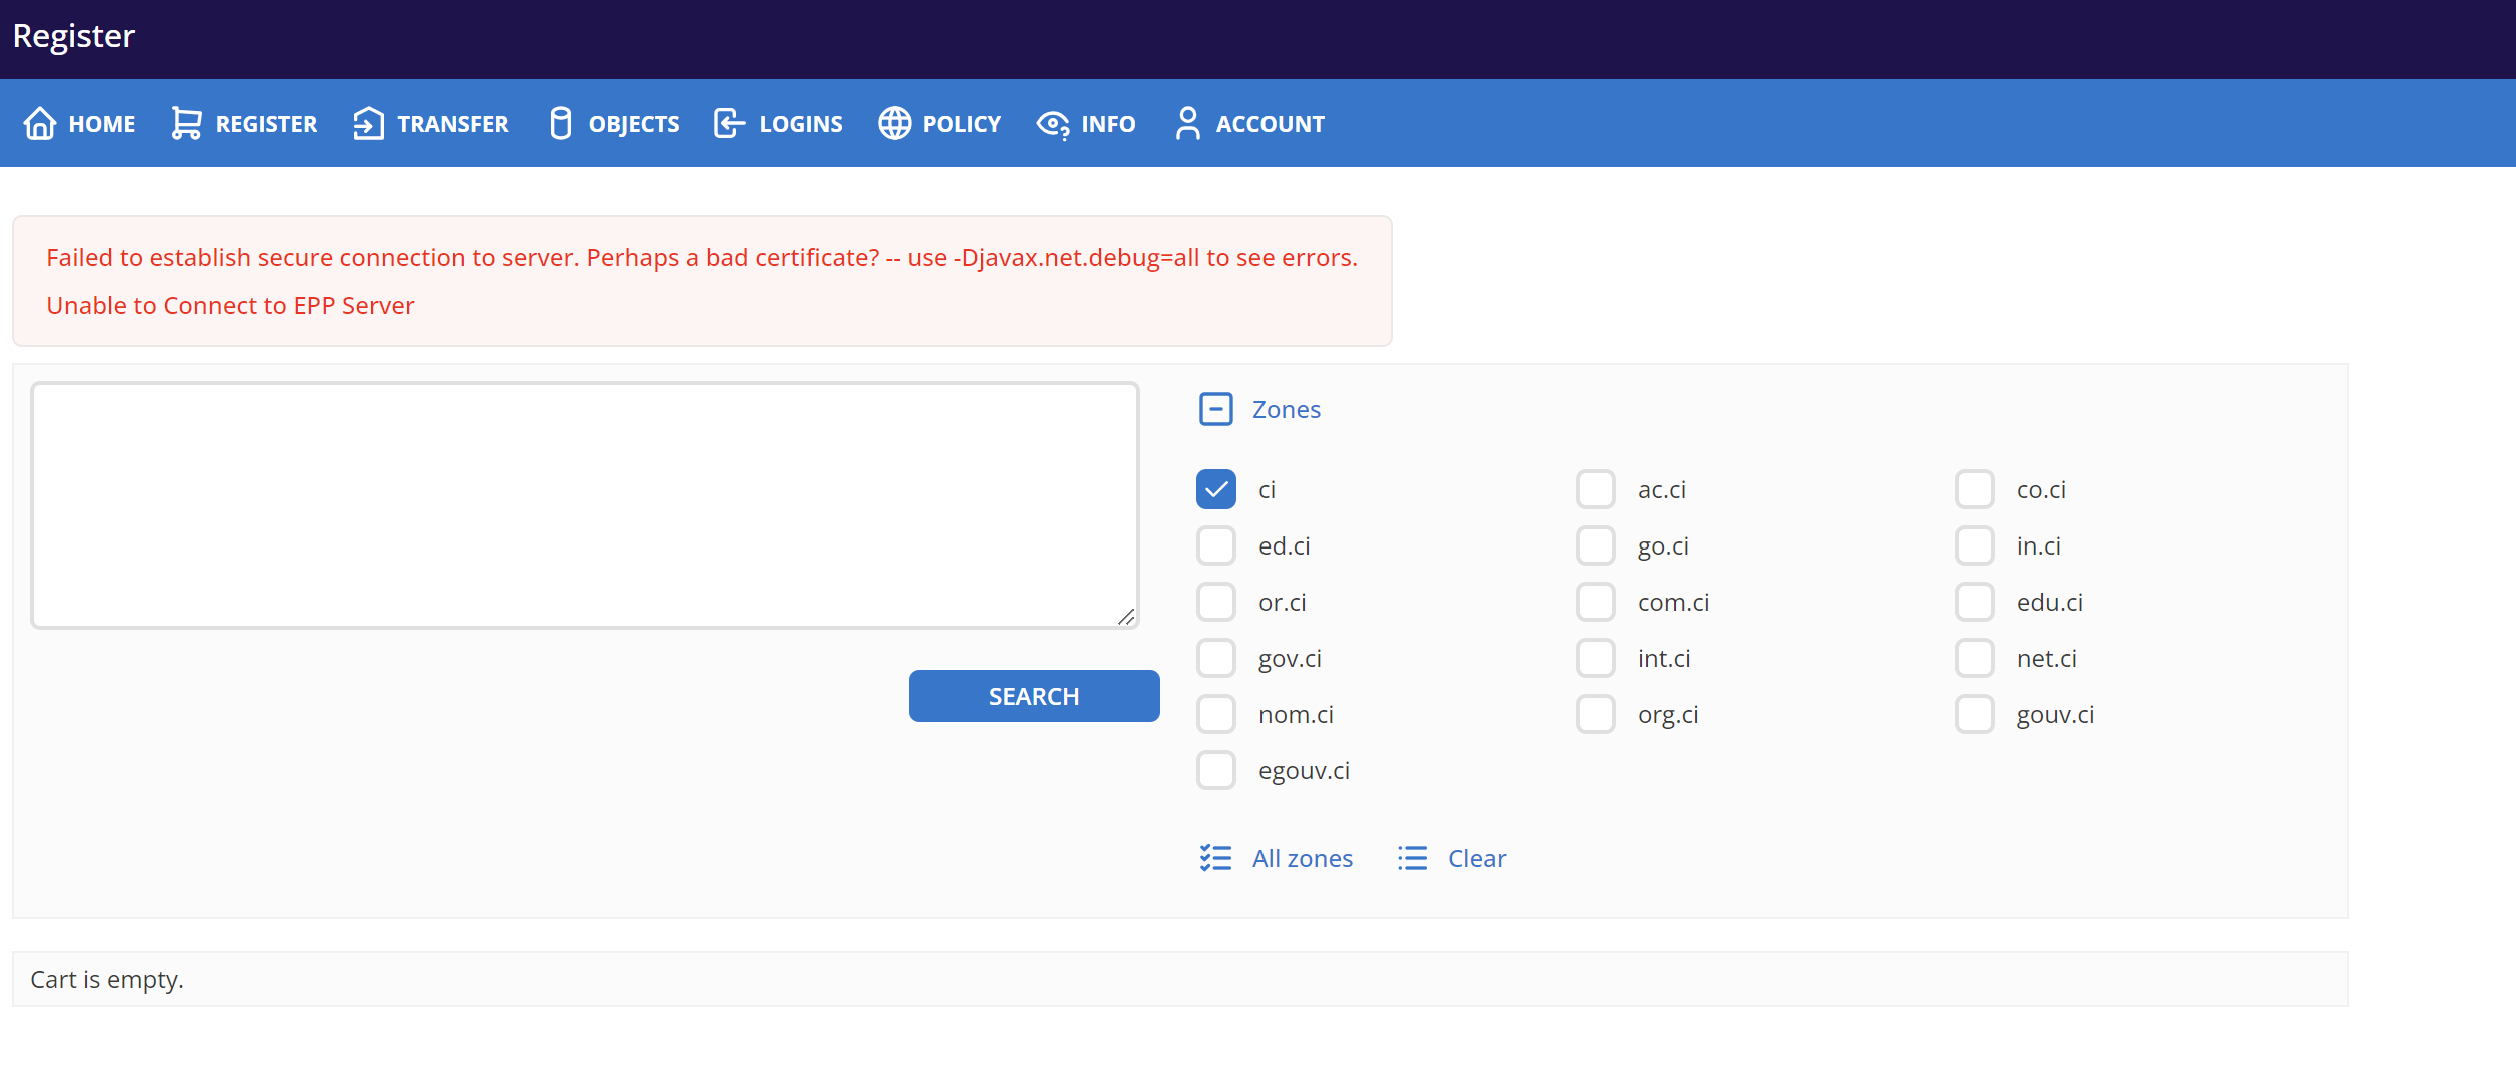 Register
HOME REGISTER TRANSFER OBJECTS LOGINS POLICY INFO ACCOUNT
Failed to establish secure connection to server. Perhaps a bad certificate? -- use -Djavax.net.debug=all to see errors.
Unable to Connect to EPP Server
Zones
ci ac.ci co.ci
ed.ci go.ci in.ci
or.ci com.ci edu.ci
gov.ci int.ci net.ci
SEARCH
nom.ci org.ci gouv.ci
egouv.ci
All zones Clear
Cart is empty.